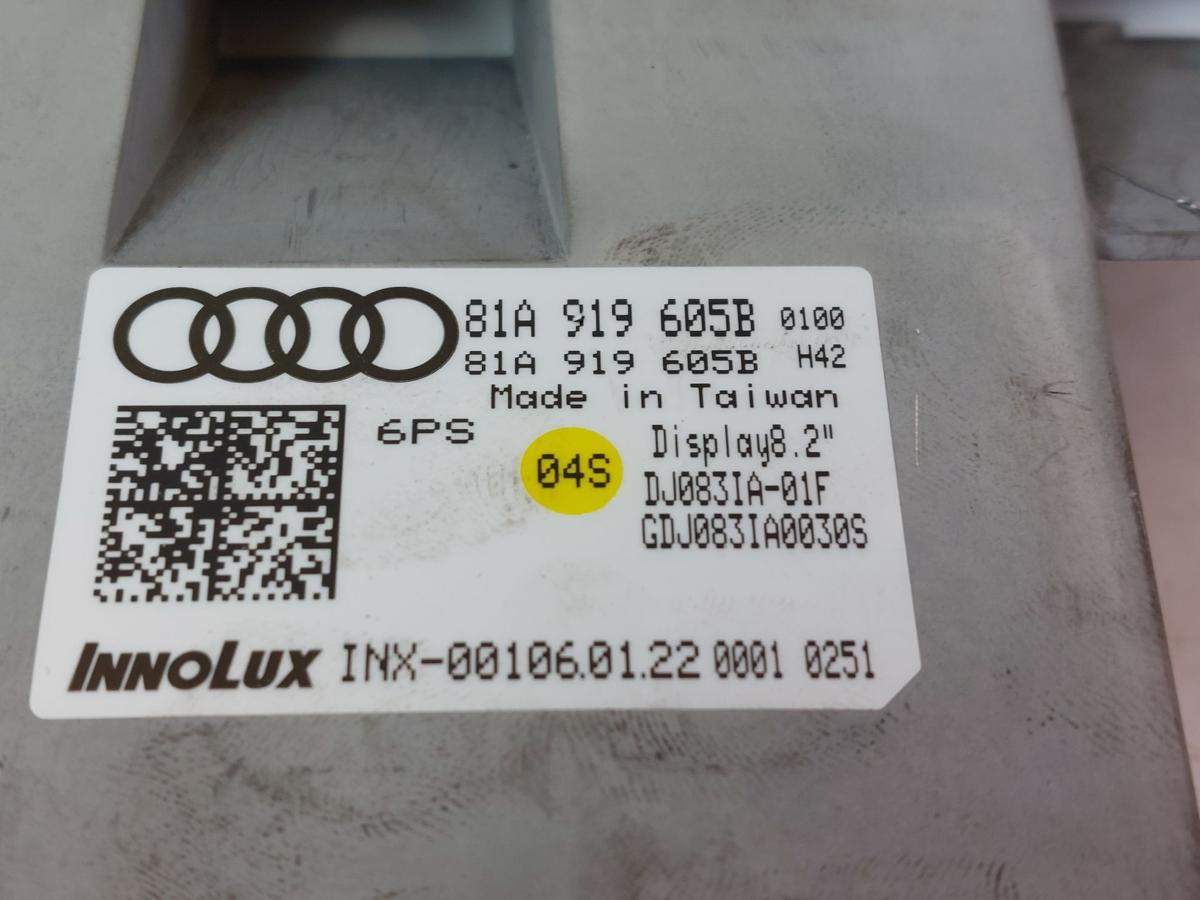 81A 919 605B 0100
81A 919 605B H42
Made in Taiwan
6PS
04S
Display8.2"
DJ083IA-01F
GDJ083IA0030S
INNOLUX INX-00106.01.22 0001 0251